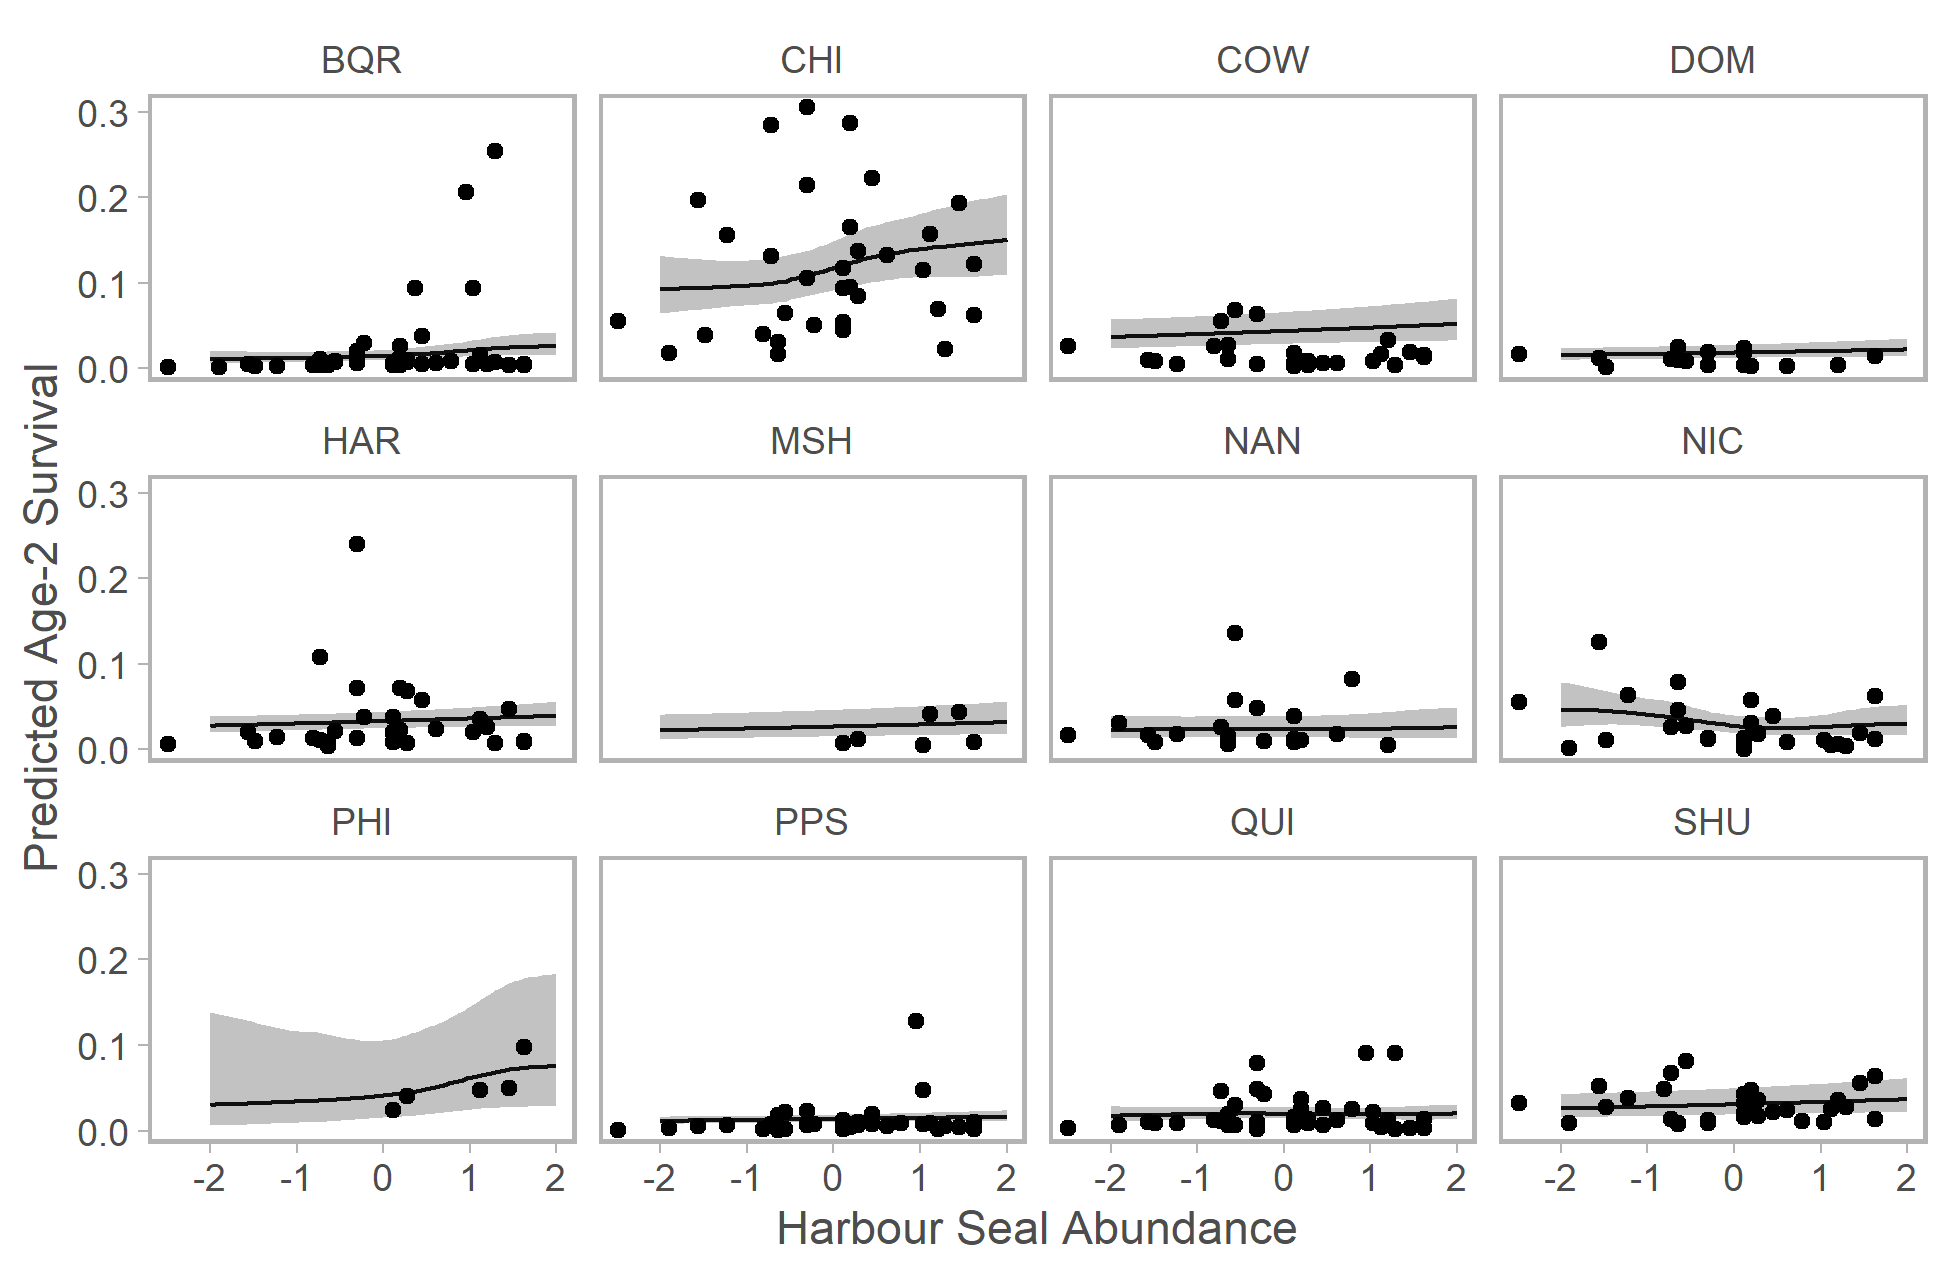 BQR CHI COW DOM
0.3
0.2
0.1
0.0
HAR MSH NAN NIC
0.3
0.2
0.1
0.0
PHI PPS QUI SHU
0.3
0.2
0.1
0.0
-2 -1 0 1 2 -2 -1 0 1 2 -2 -1 0 1 2 -2 -1 0 1 2
Harbour Seal Abundance
Predicted Age-2 Survival